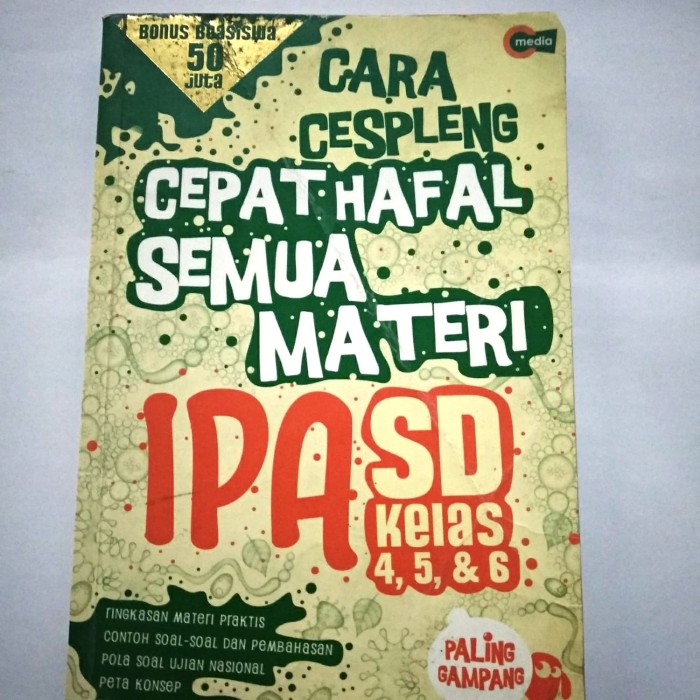 Bonus Beasiswa
50
Juta
C media
CARA
CESPLENG
CEPAT HAFAL
SEMUA
MATERI
IPA SD
Kelas
4, 5, & 6
RINGKASAN MATERI PRAKTIS
CONTOH SOAL-SOAL DAN PEMBAHASAN
POLA SOAL UJIAN NASIONAL
PETA KONSEP
PALING
GAMPANG